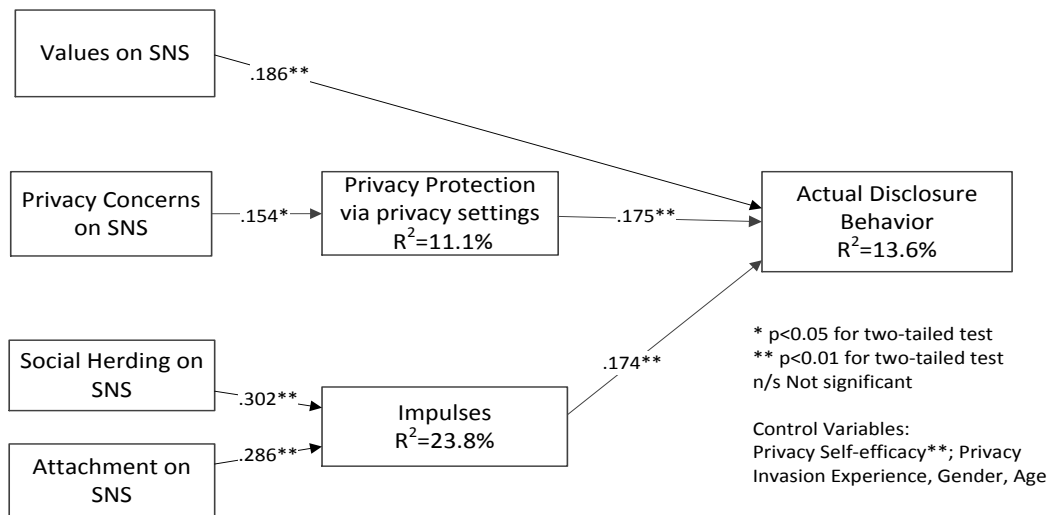 Values on SNS
.186**
Privacy Concerns
on SNS
.154*
Privacy Protection
via privacy settings
R²=11.1%
.175**
Actual Disclosure
Behavior
R²=13.6%
Social Herding on
SNS
.302**
Attachment on
SNS
.286**
Impulses
R²=23.8%
.174**
* p<0.05 for two-tailed test
** p<0.01 for two-tailed test
n/s Not significant
Control Variables:
Privacy Self-efficacy**; Privacy
Invasion Experience, Gender, Age